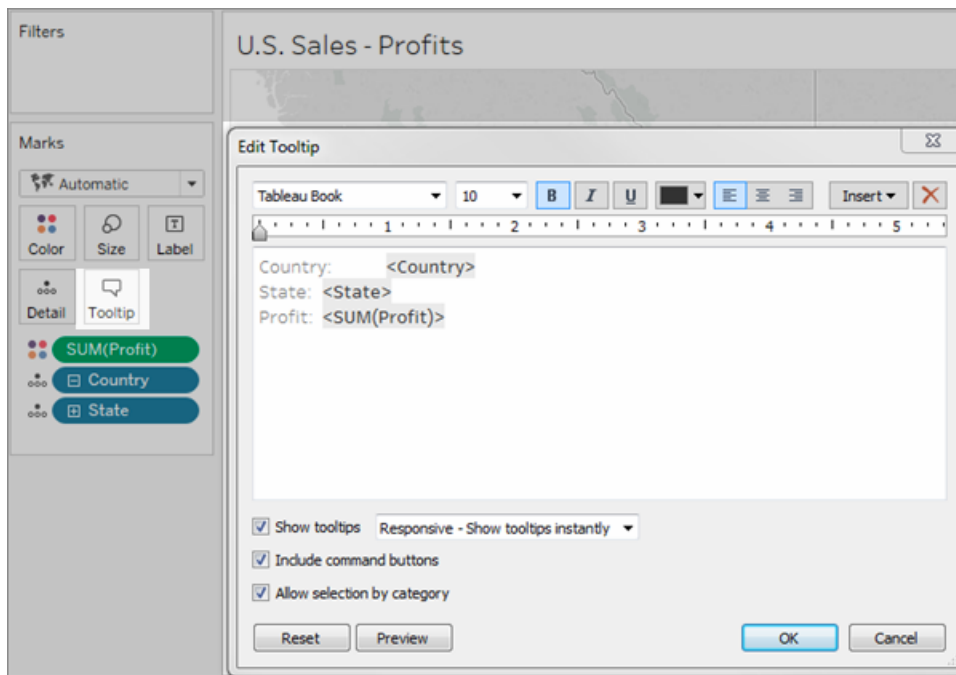 Filters
U.S. Sales - Profits
Marks
Automatic
Color Size Label
Detail Tooltip
SUM(Profit)
Country
State
Edit Tooltip
Tableau Book 10 B I U Insert
1 2 3 4 5
Country: <Country>
State: <State>
Profit: <SUM(Profit)>
Show tooltips Responsive - Show tooltips instantly
Include command buttons
Allow selection by category
Reset Preview OK Cancel